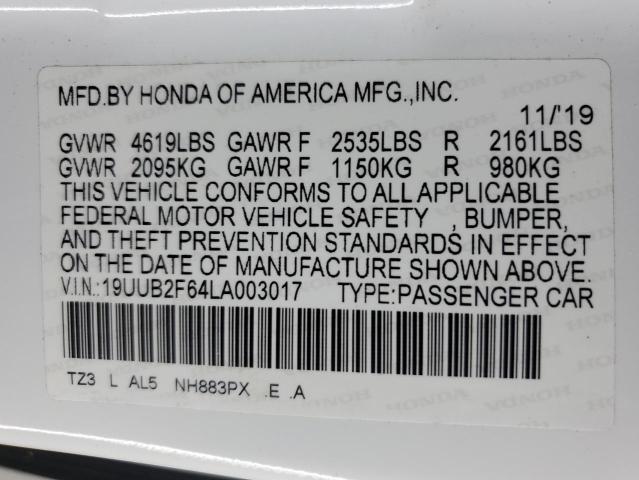 MFD.BY HONDA OF AMERICA MFG.,INC.
11/'19
GVWR 4619LBS GAWR F 2535LBS R 2161LBS
GVWR 2095KG GAWR F 1150KG R 980KG
THIS VEHICLE CONFORMS TO ALL APPLICABLE
FEDERAL MOTOR VEHICLE SAFETY , BUMPER,
AND THEFT PREVENTION STANDARDS IN EFFECT
ON THE DATE OF MANUFACTURE SHOWN ABOVE.
V.I.N.:19UUB2F64LA003017 TYPE:PASSENGER CAR
TZ3 L AL5 NH883PX .E .A